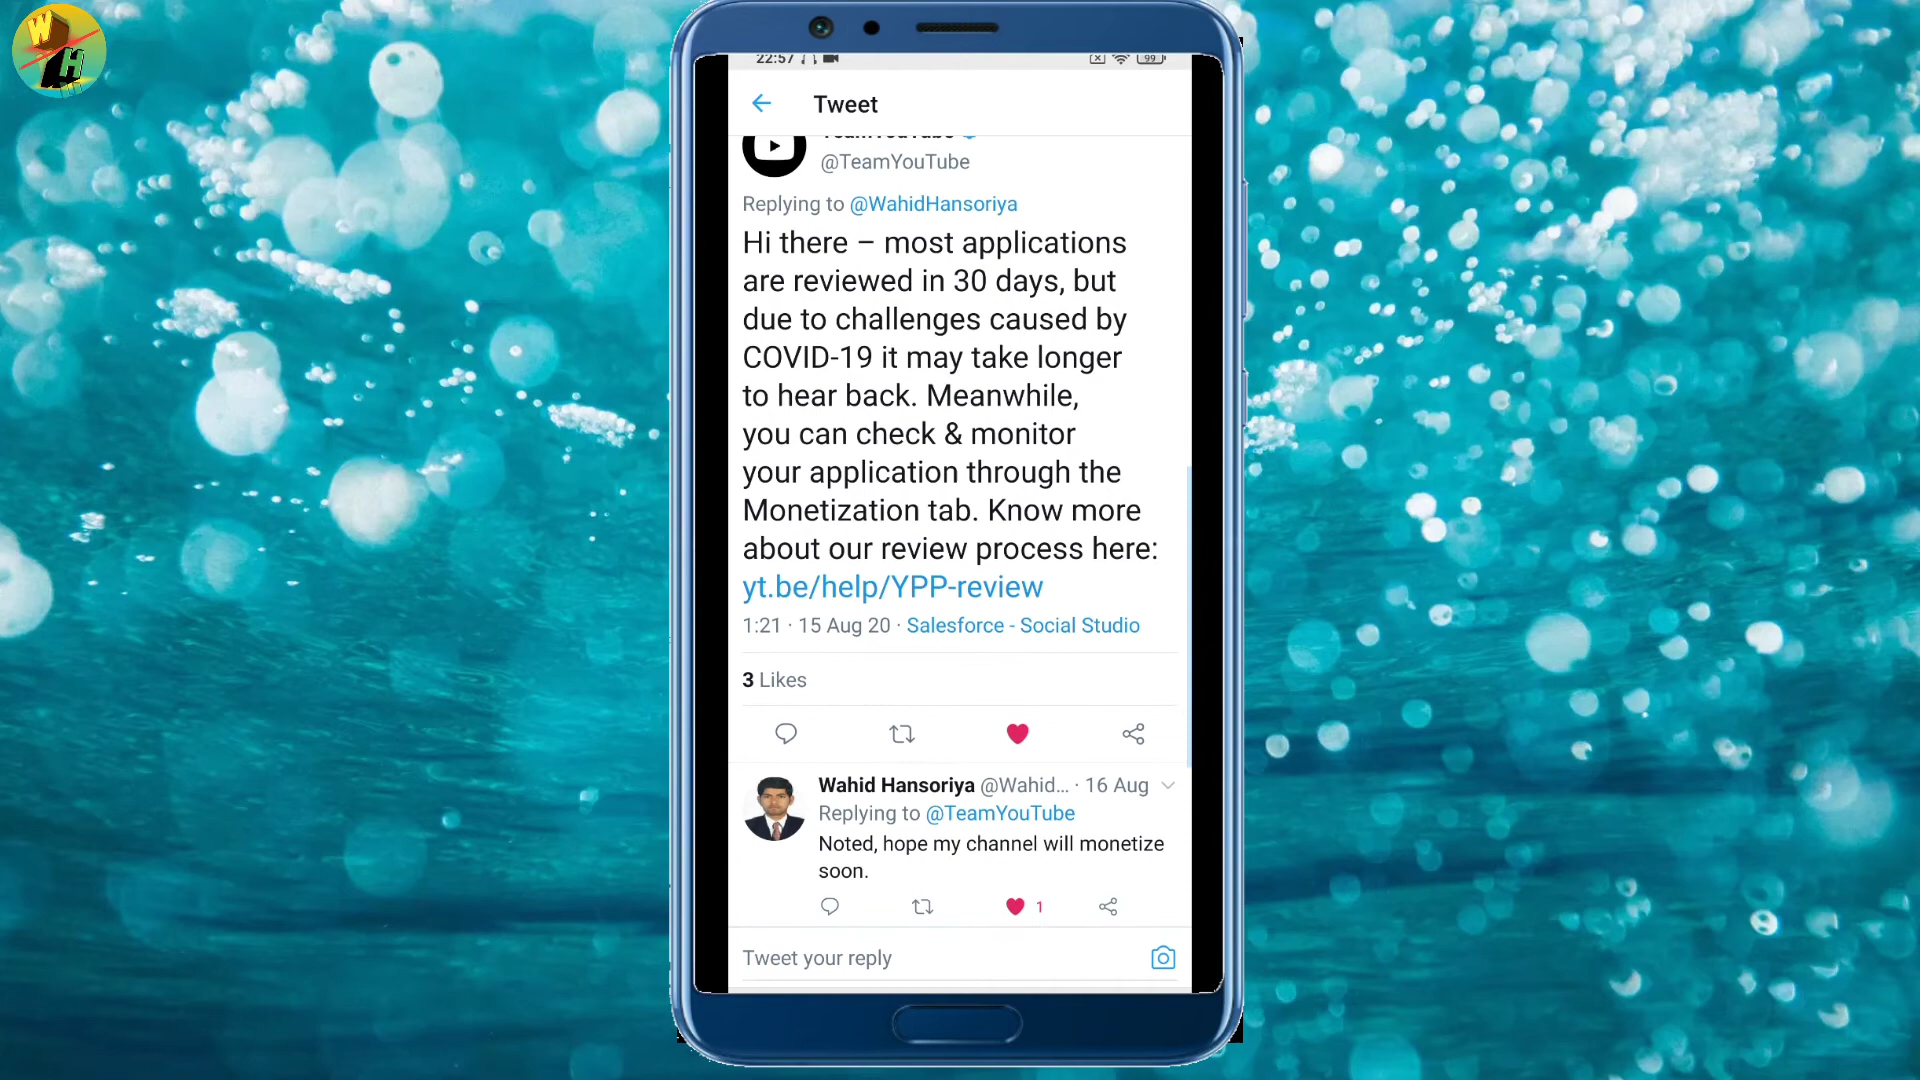 W
H
22:57
99
Tweet
TeamYouTube
@TeamYouTube
Replying to @WahidHansoriya
Hi there – most applications
are reviewed in 30 days, but
due to challenges caused by
COVID-19 it may take longer
to hear back. Meanwhile,
you can check & monitor
your application through the
Monetization tab. Know more
about our review process here:
yt.be/help/YPP-review
1:21 · 15 Aug 20 · Salesforce - Social Studio
3 Likes
Wahid Hansoriya @Wahid... · 16 Aug
Replying to @TeamYouTube
Noted, hope my channel will monetize
soon.
1
Tweet your reply